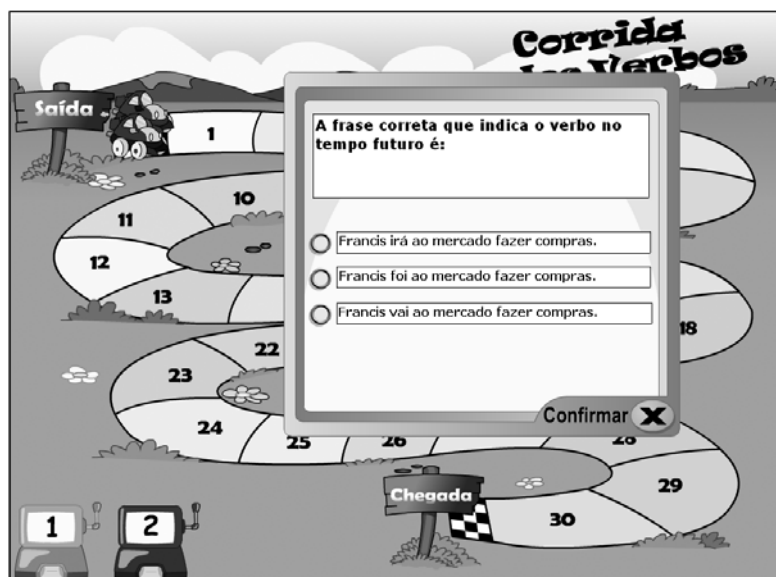 Corrida
Verbos
Saída
1
A frase correta que indica o verbo no
tempo futuro é:
10
11
12
Francis irá ao mercado fazer compras.
Francis foi ao mercado fazer compras.
13
Francis vai ao mercado fazer compras.
18
22
23
24
25
26
Confirmar X
28
29
Chegada
30
1
2